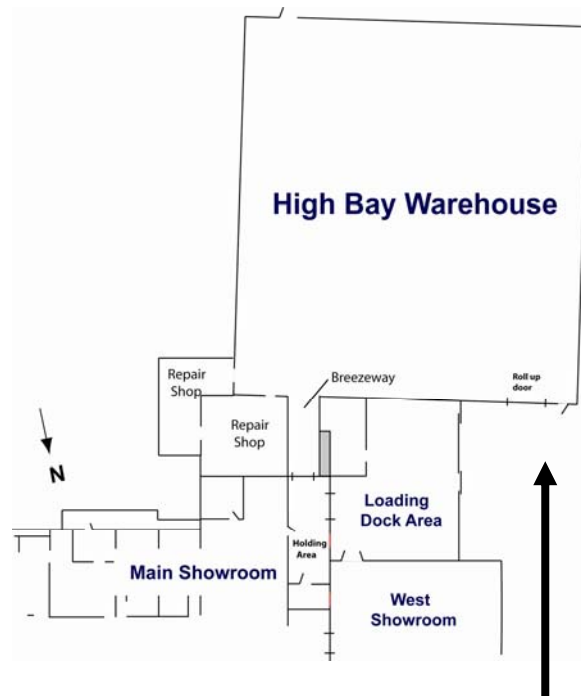 High Bay Warehouse
Repair
Shop
Breezeway
Roll up
door
Repair
Shop
N
Loading
Dock Area
Holding
Area
Main Showroom
West
Showroom